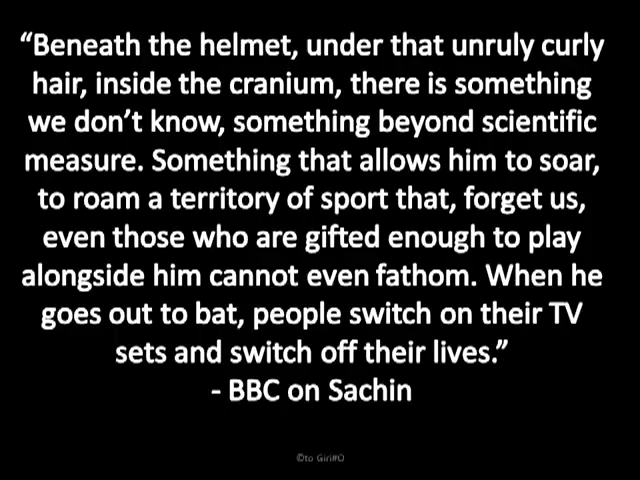 “Beneath the helmet, under that unruly curly
hair, inside the cranium, there is something
we don’t know, something beyond scientific
measure. Something that allows him to soar,
to roam a territory of sport that, forget us,
even those who are gifted enough to play
alongside him cannot even fathom. When he
goes out to bat, people switch on their TV
sets and switch off their lives.”
- BBC on Sachin
©to Giri#O